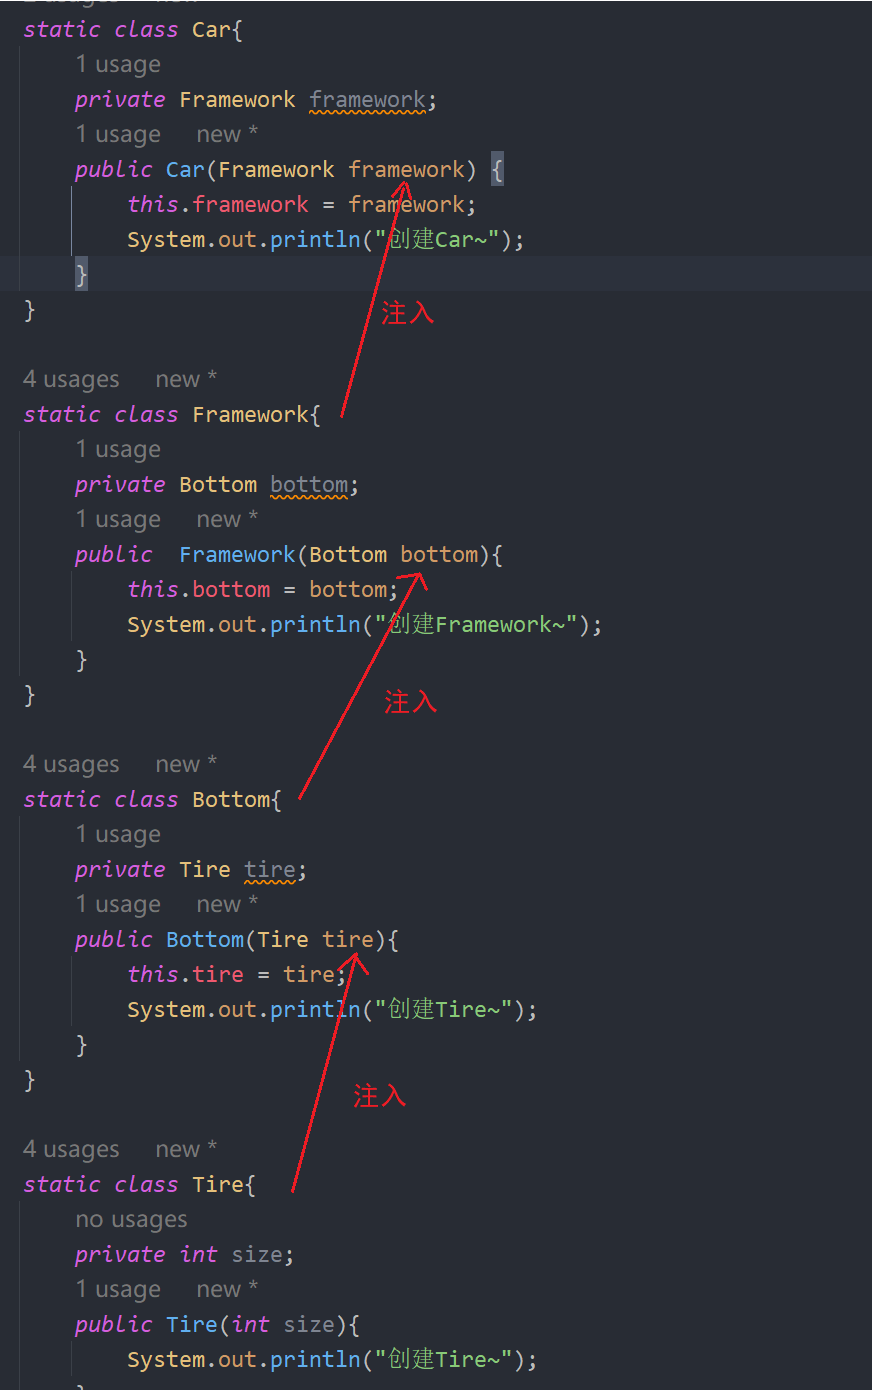 static class Car{
1 usage
private Framework framework;
1 usage new *
public Car(Framework framework) {
this.framework = framework;
System.out.println("创建Car~");
}
注入
}
4 usages new *
static class Framework{
1 usage
private Bottom bottom;
1 usage new *
public Framework(Bottom bottom){
this.bottom = bottom;
System.out.println("创建Framework~");
}
}
注入
4 usages new *
static class Bottom{
1 usage
private Tire tire;
1 usage new *
public Bottom(Tire tire){
this.tire = tire;
System.out.println("创建Tire~");
}
}
注入
4 usages new *
static class Tire{
no usages
private int size;
1 usage new *
public Tire(int size){
System.out.println("创建Tire~");